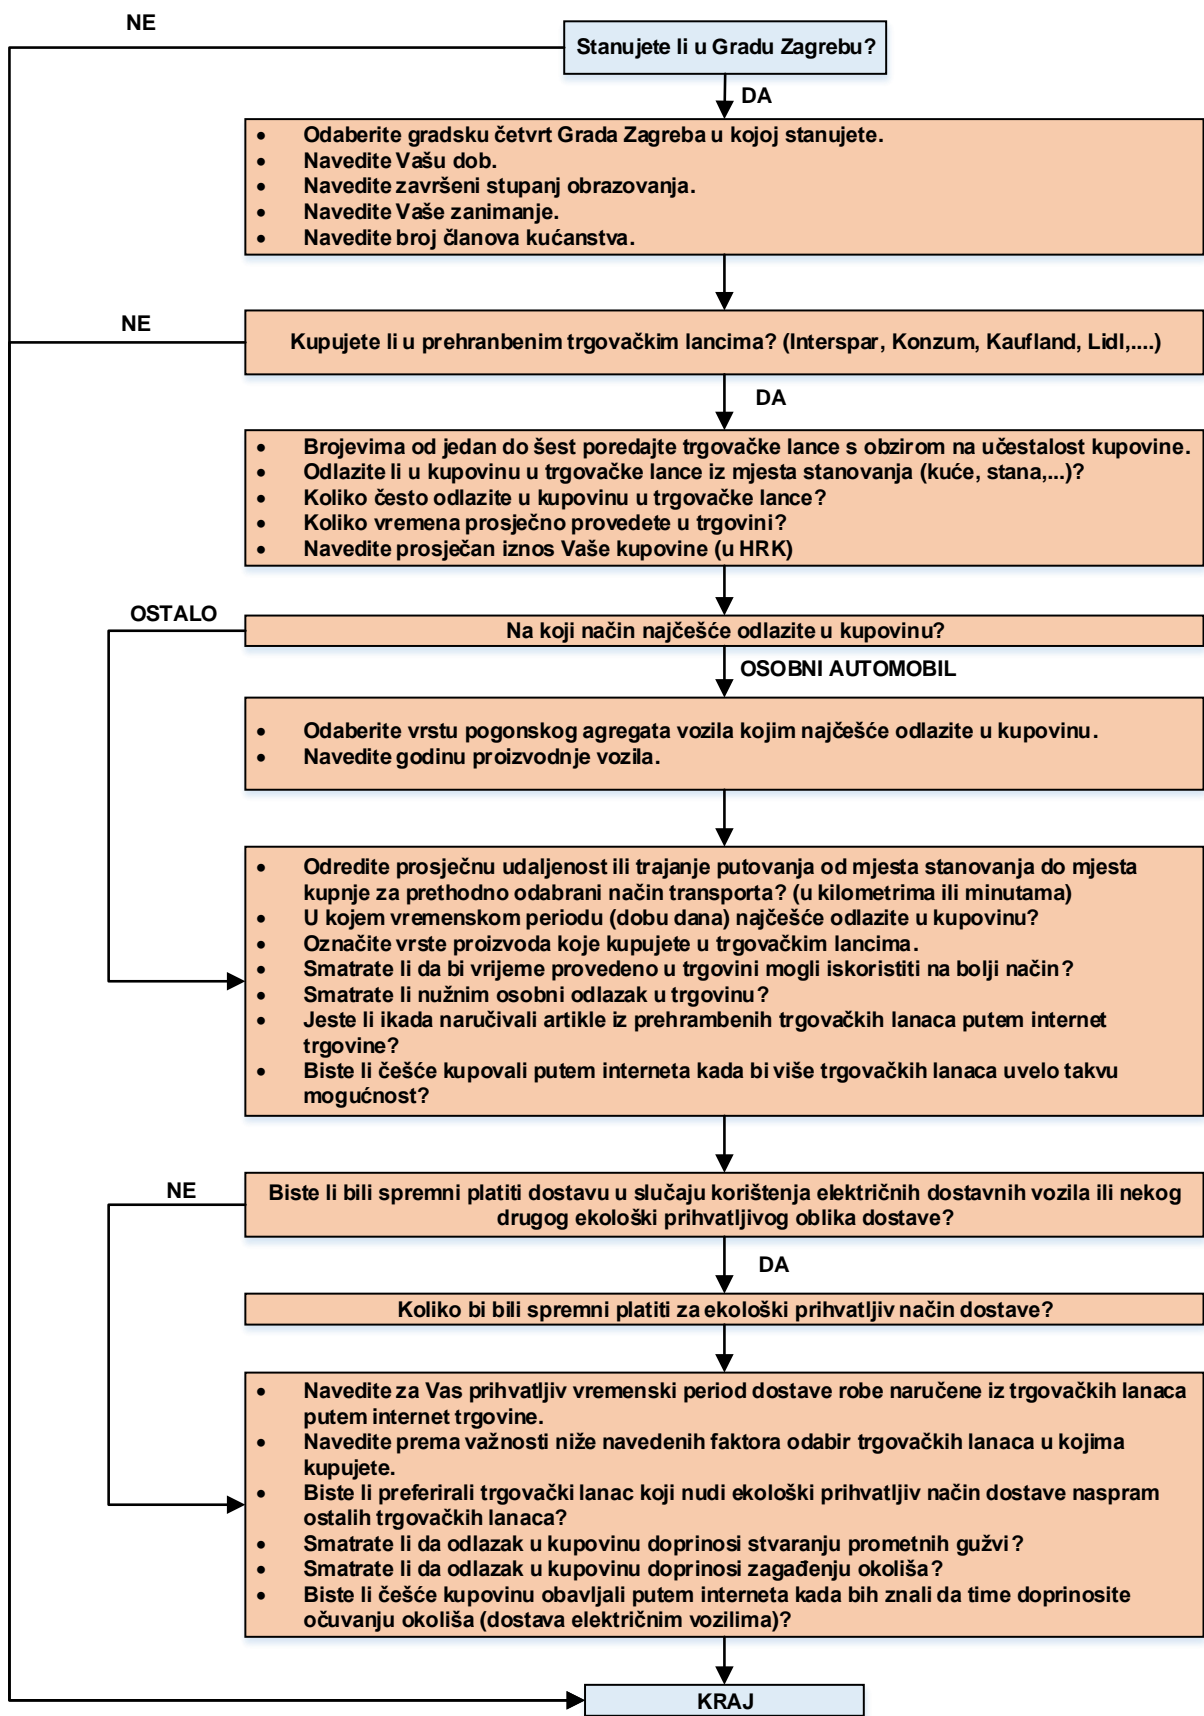 NE
Stanujete li u Gradu Zagrebu?
DA
• Odaberite gradsku četvrt Grada Zagreba u kojoj stanujete.
• Navedite Vašu dob.
• Navedite završeni stupanj obrazovanja.
• Navedite Vaše zanimanje.
• Navedite broj članova kućanstva.
NE
Kupujete li u prehranbenim trgovačkim lancima? (Interspar, Konzum, Kaufland, Lidl,....)
DA
• Brojevima od jedan do šest poredajte trgovačke lance s obzirom na učestalost kupovine.
• Odlazite li u kupovinu u trgovačke lance iz mjesta stanovanja (kuće, stana,...)?
• Koliko često odlazite u kupovinu u trgovačke lance?
• Koliko vremena prosječno provedete u trgovini?
• Navedite prosječan iznos Vaše kupovine (u HRK)
OSTALO
Na koji način najčešće odlazite u kupovinu?
OSOBNI AUTOMOBIL
• Odaberite vrstu pogonskog agregata vozila kojim najčešće odlazite u kupovinu.
• Navedite godinu proizvodnje vozila.
• Odredite prosječnu udaljenost ili trajanje putovanja od mjesta stanovanja do mjesta
kupnje za prethodno odabrani način transporta? (u kilometrima ili minutama)
• U kojem vremenskom periodu (dobu dana) najčešće odlazite u kupovinu?
• Označite vrste proizvoda koje kupujete u trgovačkim lancima.
• Smatrate li da bi vrijeme provedeno u trgovini mogli iskoristiti na bolji način?
• Smatrate li nužnim osobni odlazak u trgovinu?
• Jeste li ikada naručivali artikle iz prehrambenih trgovačkih lanaca putem internet
trgovine?
• Biste li češće kupovali putem interneta kada bi više trgovačkih lanaca uvelo takvu
mogućnost?
NE
Biste li bili spremni platiti dostavu u slučaju korištenja električnih dostavnih vozila ili nekog
drugog ekološki prihvatljivog oblika dostave?
DA
Koliko bi bili spremni platiti za ekološki prihvatljiv način dostave?
• Navedite za Vas prihvatljiv vremenski period dostave robe naručene iz trgovačkih lanaca
putem internet trgovine.
• Navedite prema važnosti niže navedenih faktora odabir trgovačkih lanaca u kojima
kupujete.
• Biste li preferirali trgovački lanac koji nudi ekološki prihvatljiv način dostave naspram
ostalih trgovačkih lanaca?
• Smatrate li da odlazak u kupovinu doprinosi stvaranju prometnih gužvi?
• Smatrate li da odlazak u kupovinu doprinosi zagađenju okoliša?
• Biste li češće kupovinu obavljali putem interneta kada bih znali da time doprinosite
očuvanju okoliša (dostava električnim vozilima)?
KRAJ